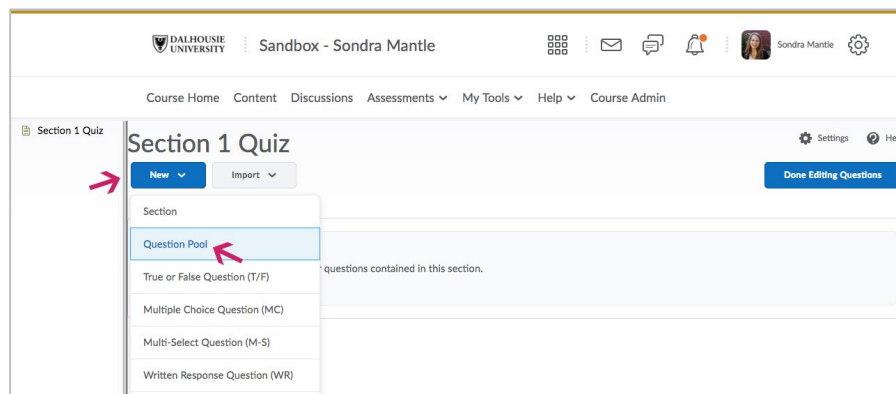 DALHOUSIE
UNIVERSITY
Sandbox - Sondra Mantle
Sondra Mantle
Course Home Content Discussions Assessments My Tools Help Course Admin
Section 1 Quiz
Section 1 Quiz
Settings
New
Import
Done Editing Questions
Section
Question Pool
questions contained in this section.
True or False Question (T/F)
Multiple Choice Question (MC)
Multi-Select Question (M-S)
Written Response Question (WR)